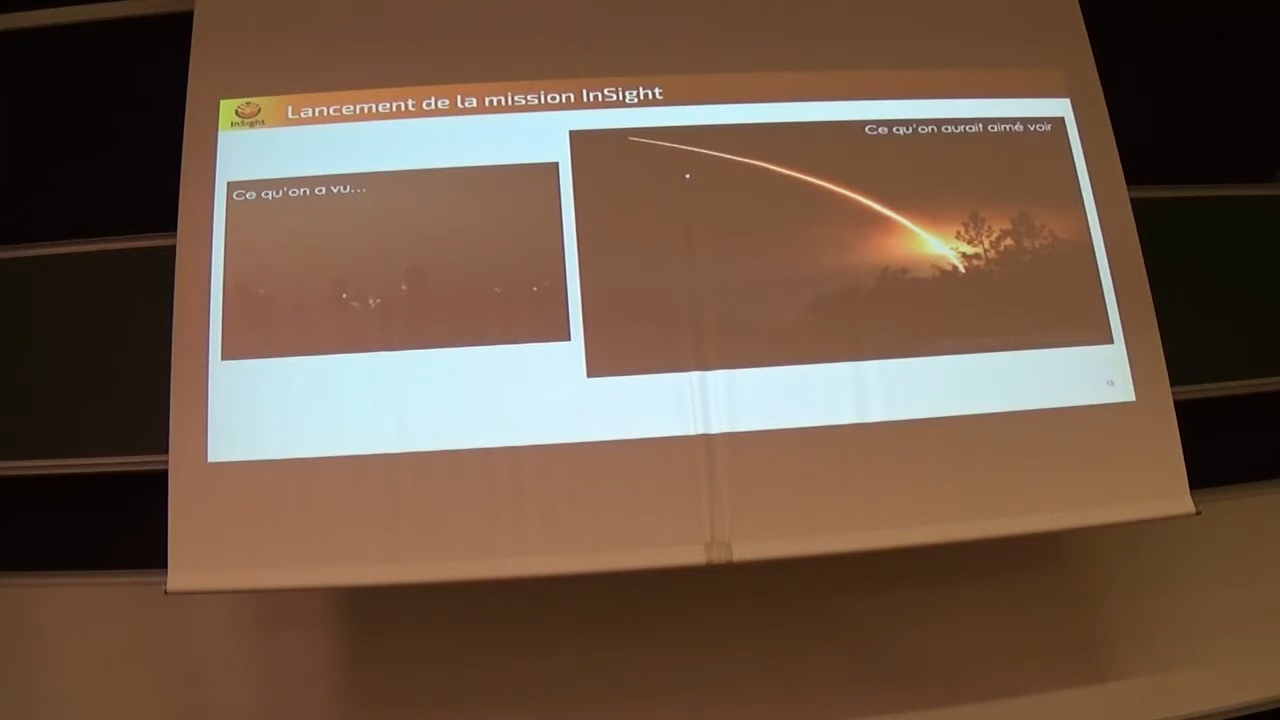 InSight
Lancement de la mission InSight
Ce qu'on a vu...
Ce qu'on aurait aimé voir